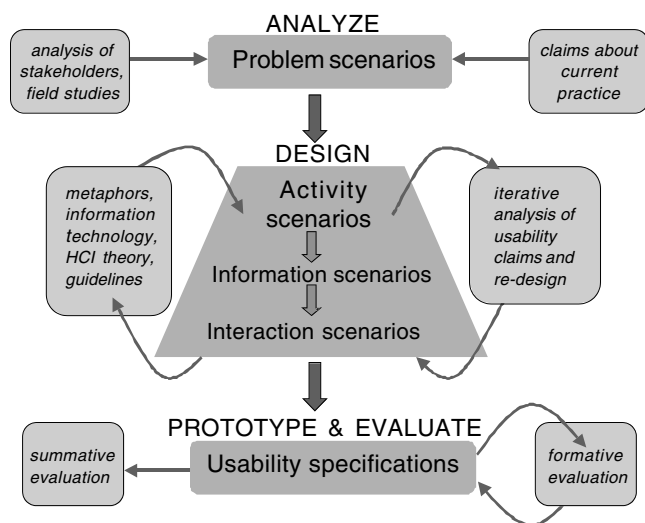 ANALYZE
analysis of
stakeholders,
field studies
Problem scenarios
claims about
current
practice
DESIGN
metaphors,
information
technology,
HCI theory,
guidelines
Activity
scenarios
Information scenarios
Interaction scenarios
iterative
analysis of
usability
claims and
re-design
PROTOTYPE & EVALUATE
summative
evaluation
Usability specifications
formative
evaluation